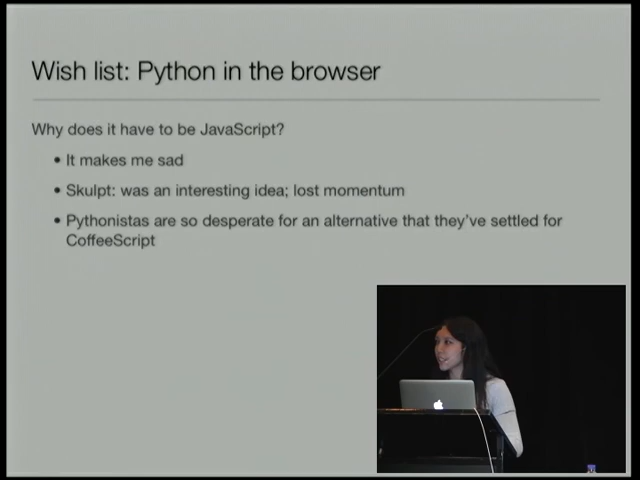 Wish list: Python in the browser
Why does it have to be JavaScript?
• It makes me sad
• Skulpt: was an interesting idea; lost momentum
• Pythonistas are so desperate for an alternative that they've settled for
CoffeeScript